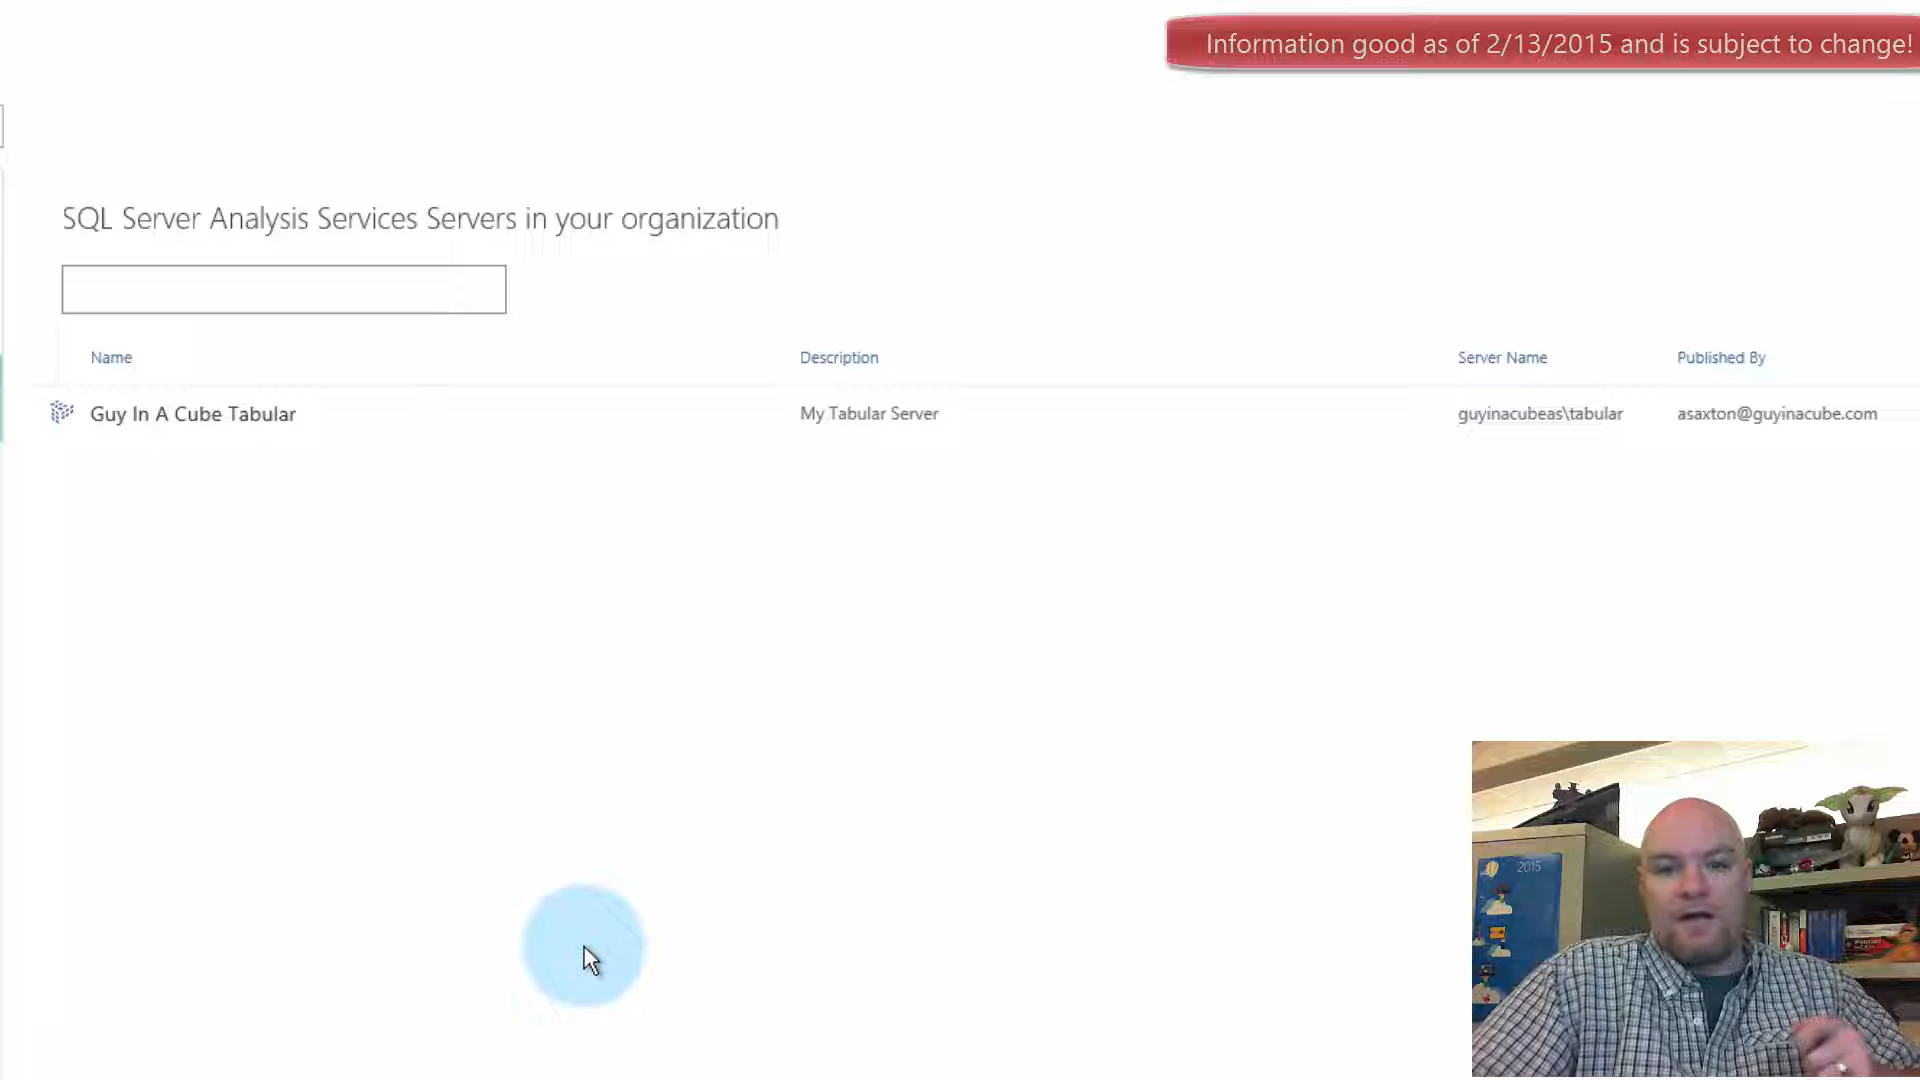 Information good as of 2/13/2015 and is subject to change!
SQL Server Analysis Services Servers in your organization
Name Description Server Name Published By
Guy In A Cube Tabular My Tabular Server guyinacubeas\tabular asaxton@guyinacube.com
2015